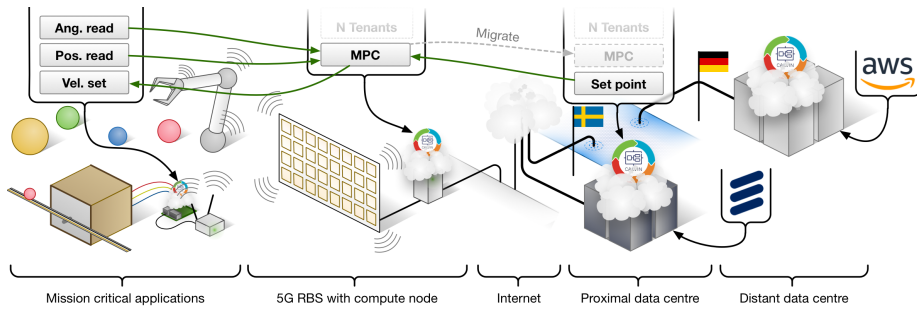 Ang. read
Pos. read
Vel. set
N Tenants
MPC
Migrate
N Tenants
MPC
Set point
CALVIN
CALVIN
aws
Mission critical applications
5G RBS with compute node
Internet
Proximal data centre
Distant data centre